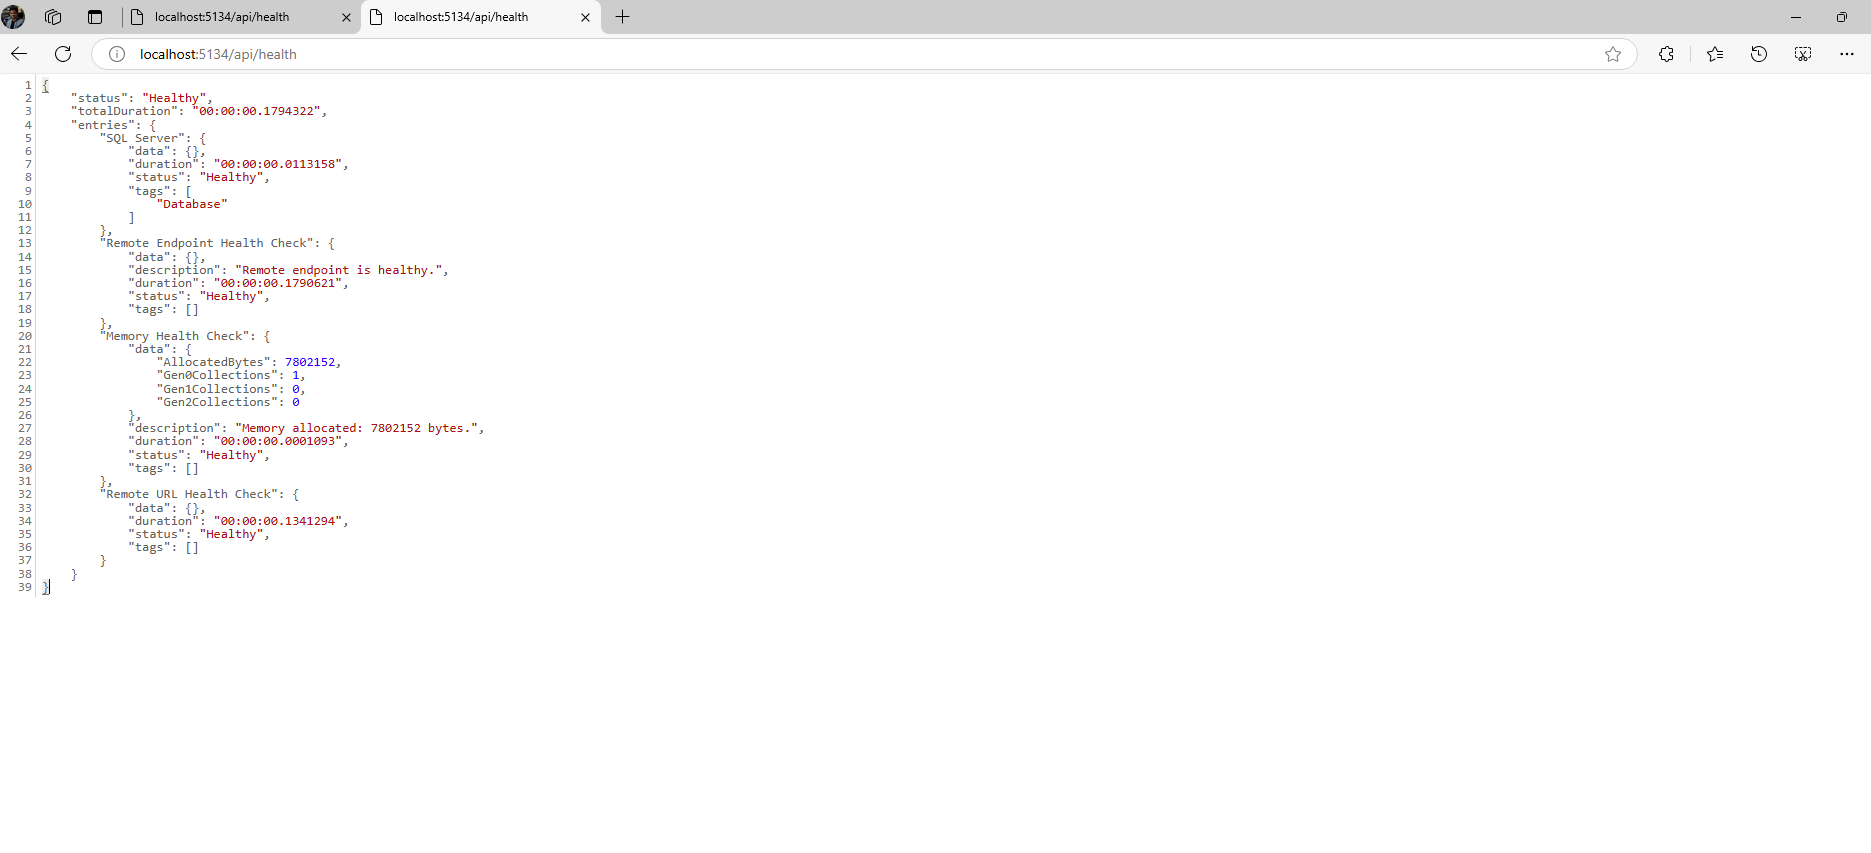 localhost:5134/api/health
localhost:5134/api/health
localhost:5134/api/health
1 {
2 "status": "Healthy",
3 "totalDuration": "00:00:00.1794322",
4 "entries": {
5 "SQL Server": {
6 "data": {},
7 "duration": "00:00:00.0113158",
8 "status": "Healthy",
9 "tags": [
10 "Database"
11 ]
12 },
13 "Remote Endpoint Health Check": {
14 "data": {},
15 "description": "Remote endpoint is healthy.",
16 "duration": "00:00:00.1790621",
17 "status": "Healthy",
18 "tags": []
19 },
20 "Memory Health Check": {
21 "data": {
22 "AllocatedBytes": 7802152,
23 "Gen0Collections": 1,
24 "Gen1Collections": 0,
25 "Gen2Collections": 0
26 },
27 "description": "Memory allocated: 7802152 bytes.",
28 "duration": "00:00:00.0001093",
29 "status": "Healthy",
30 "tags": []
31 },
32 "Remote URL Health Check": {
33 "data": {},
34 "duration": "00:00:00.1341294",
35 "status": "Healthy",
36 "tags": []
37 }
38 }
39 }